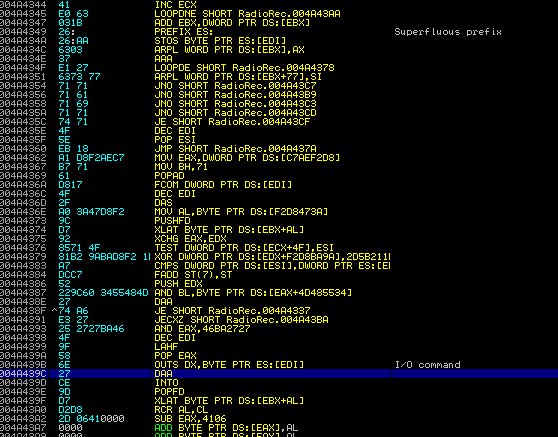 004A4344 41 INC ECX
004A4345 E0 63 LOOPDNE SHORT RadioRec.004A43AA
004A4347 031B ADD EBX,DWORD PTR DS:[EBX]
004A4349 26: PREFIX ES: Superfluous prefix
004A434A 26:AA STOS BYTE PTR ES:[EDI]
004A434C 6303 ARPL WORD PTR DS:[EBX],AX
004A434E 37 AAA
004A434F E1 27 LOOPDE SHORT RadioRec.004A4378
004A4351 6373 77 ARPL WORD PTR DS:[EBX+77],SI
004A4354 71 71 JNO SHORT RadioRec.004A43C7
004A4356 71 61 JNO SHORT RadioRec.004A43B9
004A4358 71 69 JNO SHORT RadioRec.004A43C3
004A435A 71 71 JNO SHORT RadioRec.004A43CD
004A435C 74 71 JE SHORT RadioRec.004A43CF
004A435E 4F DEC EDI
004A435F 5E POP ESI
004A4360 EB 18 JMP SHORT RadioRec.004A437A
004A4362 A1 D8F2AEC7 MOV EAX,DWORD PTR DS:[C7AEF2D8]
004A4367 B7 71 MOV BH,71
004A4369 61 POPAD
004A436A D817 FCOM DWORD PTR DS:[EDI]
004A436C 4F DEC EDI
004A436D 2F DAS
004A436E A0 3A47D8F2 MOV AL,BYTE PTR DS:[F2D8473A]
004A4373 9C PUSHFD
004A4374 D7 XLAT BYTE PTR DS:[EBX+AL]
004A4375 92 XCHG EAX,EDX
004A4376 8571 4F TEST DWORD PTR DS:[ECX+4F],ESI
004A4379 81B2 9ABAD8F2 1 XOR DWORD PTR DS:[EDX+F2D8BA9A],2D5B211
004A4383 A7 CMPS DWORD PTR DS:[ESI],DWORD PTR ES:[E
004A4384 DCC7 FADD ST(7),ST
004A4386 52 PUSH EDX
004A4387 229C60 3455484D AND BL,BYTE PTR DS:[EAX+4D485534]
004A438E 27 DAA
004A438F ^74 A6 JE SHORT RadioRec.004A4337
004A4391 E3 27 JECXZ SHORT RadioRec.004A43BA
004A4393 25 2727BA46 AND EAX,46BA2727
004A4398 4F DEC EDI
004A4399 9F LAHF
004A439A 58 POP EAX
004A439B 6E OUTS DX,BYTE PTR ES:[EDI] I/O command
004A439C 27 DAA
004A439D CE INTO
004A439E 9D POPFD
004A439F D7 XLAT BYTE PTR DS:[EBX+AL]
004A43A0 D2D8 RCR AL,CL
004A43A2 2D 06410000 SUB EAX,4106
004A43A7 0000 ADD BYTE PTR DS:[EAX],AL